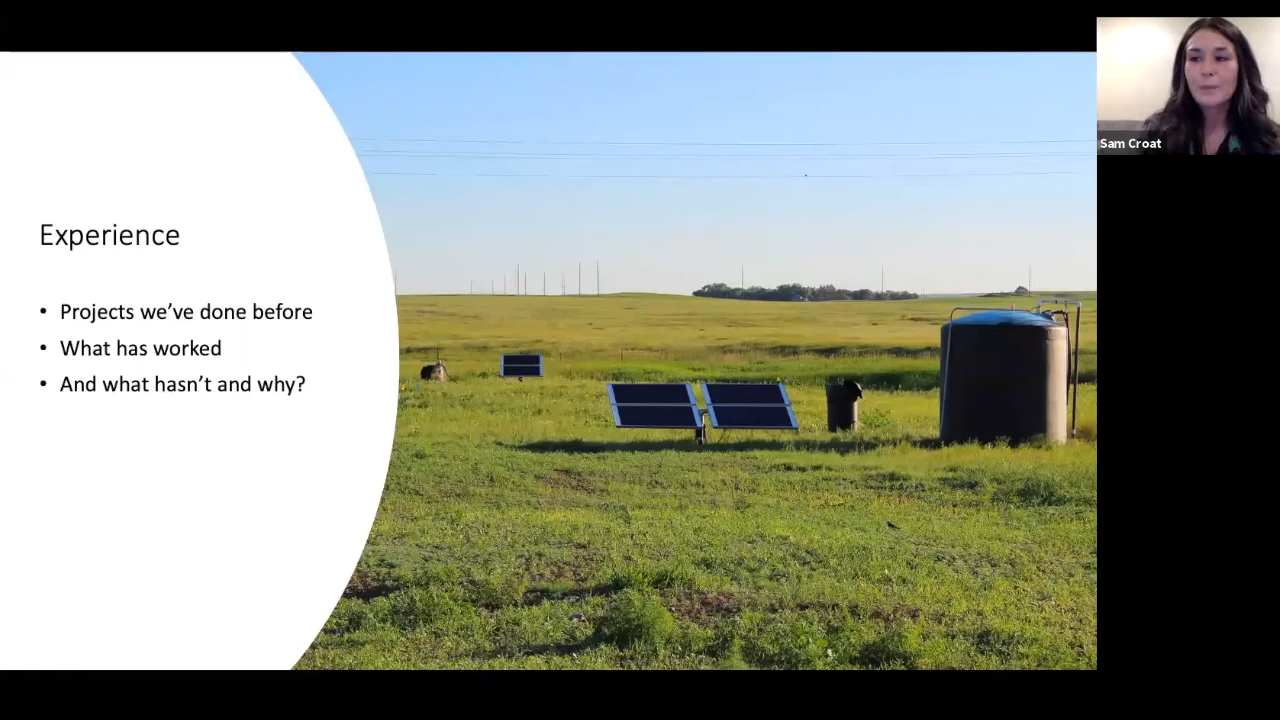 Experience
• Projects we’ve done before
• What has worked
• And what hasn’t and why?
Sam Croat